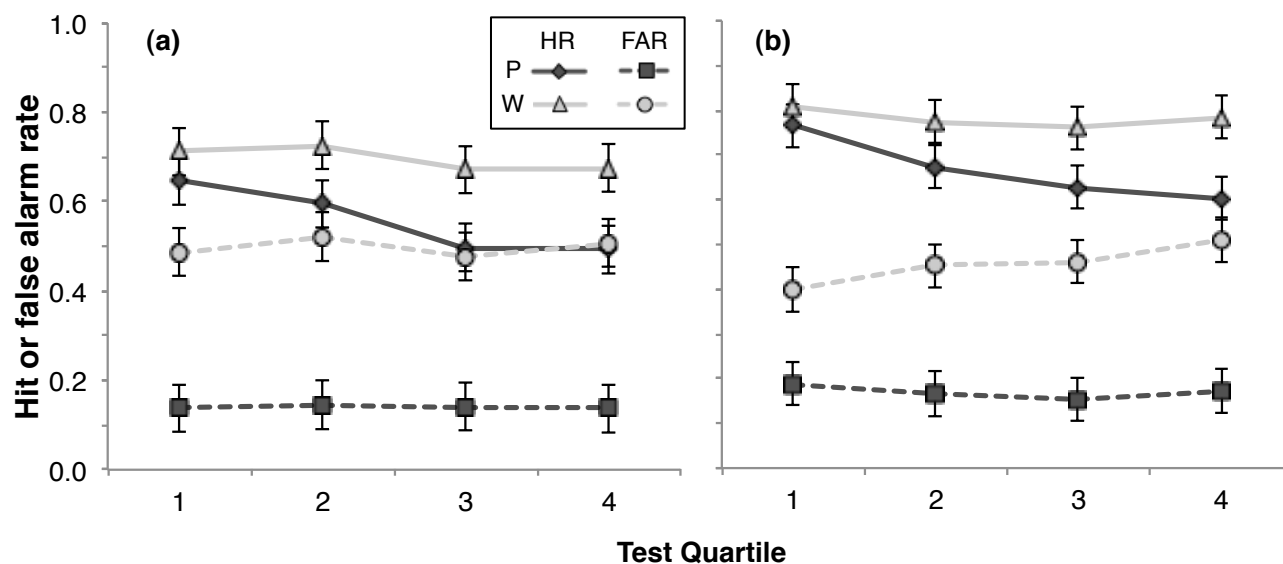 (a)
(b)
HR FAR
P
W
Hit or false alarm rate
1.0
0.8
0.6
0.4
0.2
0.0
1 2 3 4
1 2 3 4
Test Quartile